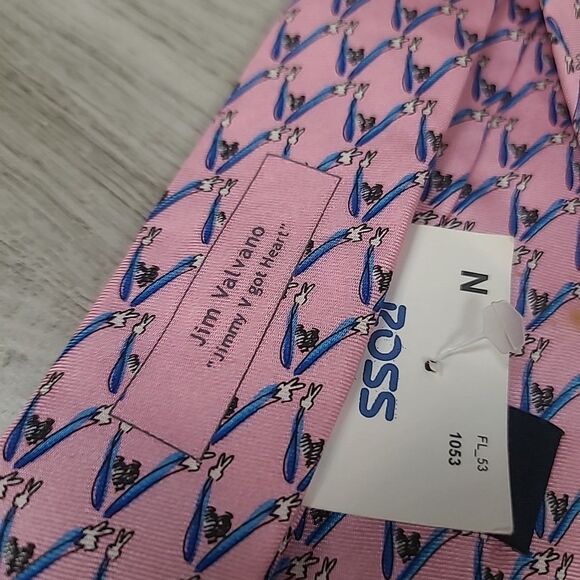 Jim Valvano
"Jimmy V got Heart"
N
ROSS
FL_53
1053